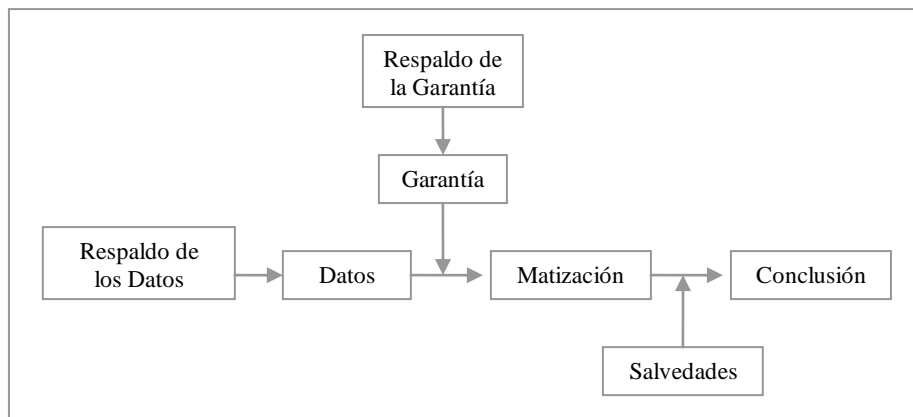 Respaldo de
la Garantía
Garantía
Respaldo de
los Datos
Datos
Matización
Conclusión
Salvedades